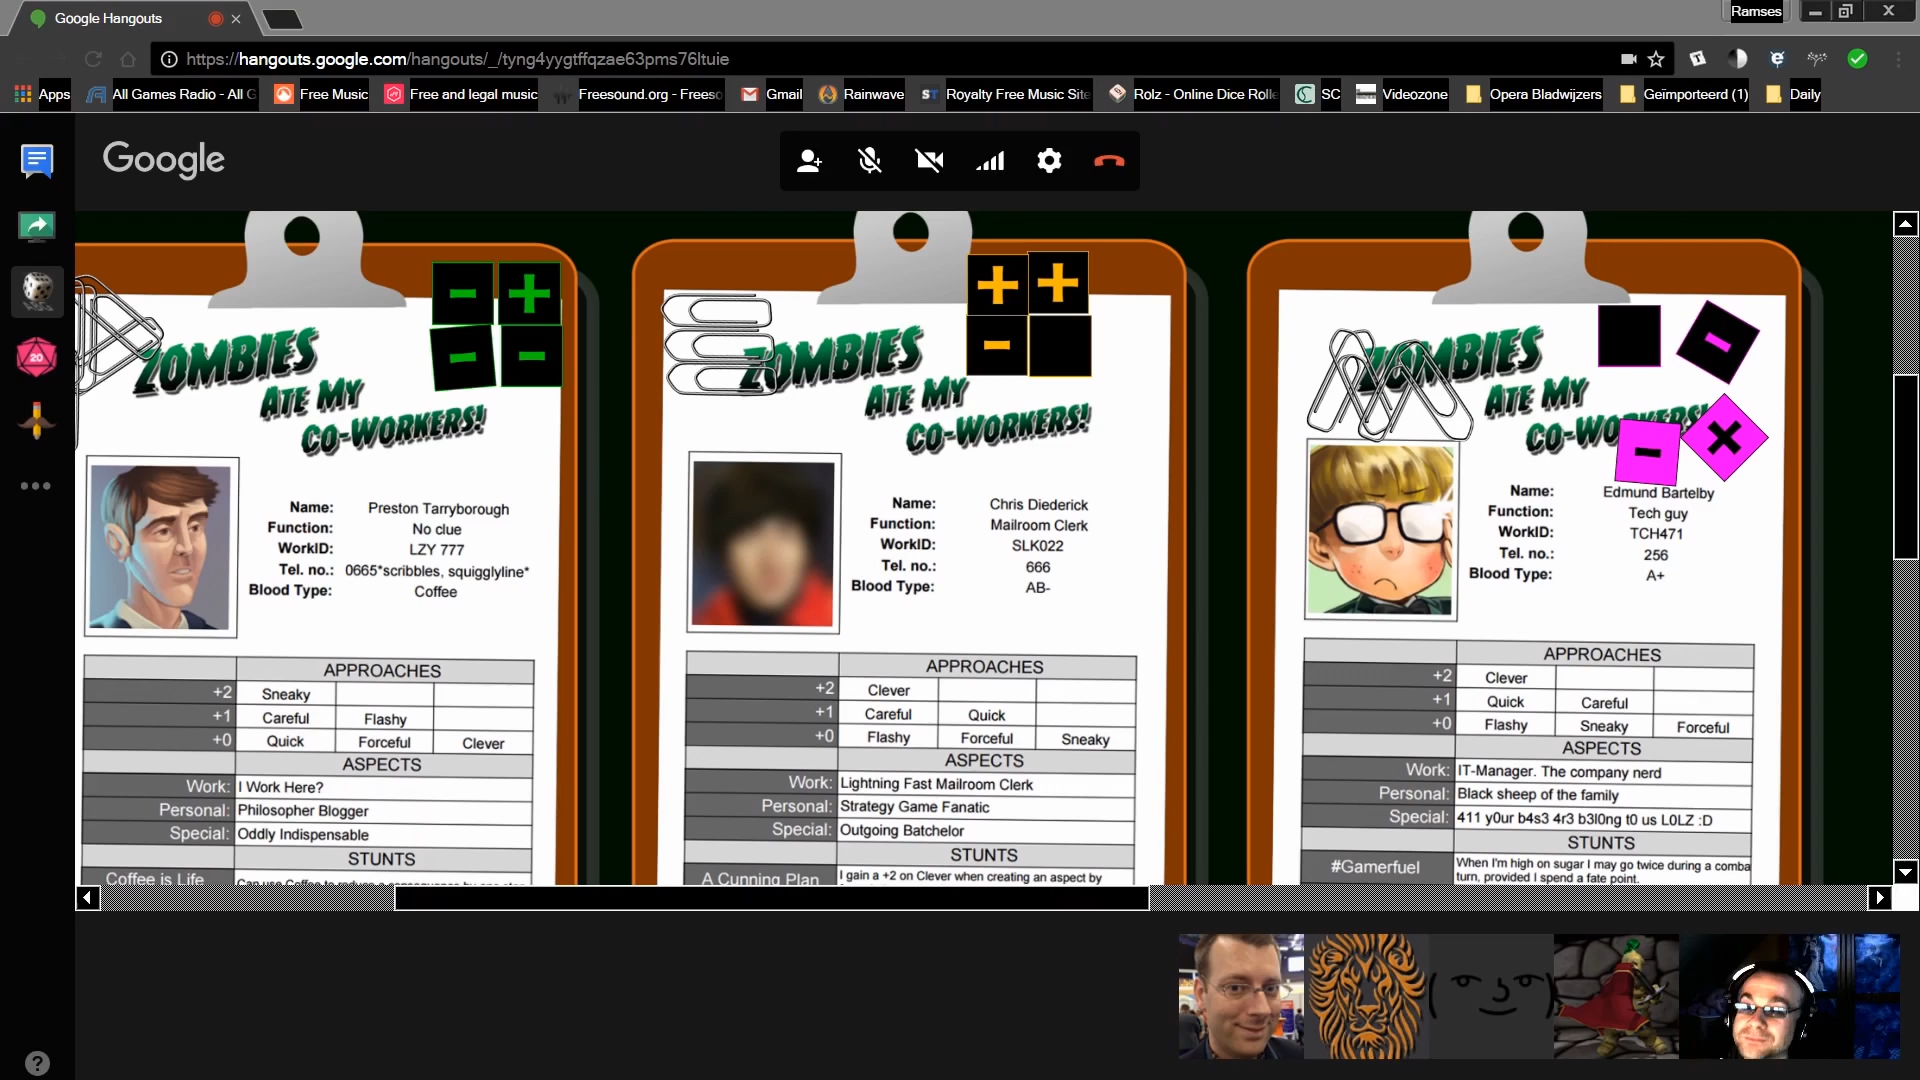 Google Hangouts
Ramses
https://hangouts.google.com/hangouts/_/tyng4yygtffqzae63pms76ltuie
Apps
All Games Radio - All G
Free Music
Free and legal music
Freesound.org - Freeso
Gmail
Rainwave
Royalty Free Music Site
Rolz - Online Dice Rolle
SC
Videozone
Opera Bladwijzers
Geïmporteerd (1)
Daily
Google
20
ZOMBIES
ATE MY
CO-WORKERS!
Name: Preston Tarryborough
Function: No clue
WorkID: LZY 777
Tel. no.: 0665*scribbles, squigglyline*
Blood Type: Coffee
APPROACHES
+2 Sneaky
+1 Careful Flashy
+0 Quick Forceful Clever
ASPECTS
Work: I Work Here?
Personal: Philosopher Blogger
Special: Oddly Indispensable
STUNTS
Coffee is Life
ZOMBIES
ATE MY
CO-WORKERS!
Name: Chris Diederick
Function: Mailroom Clerk
WorkID: SLK022
Tel. no.: 666
Blood Type: AB-
APPROACHES
+2 Clever
+1 Careful Quick
+0 Flashy Forceful Sneaky
ASPECTS
Work: Lightning Fast Mailroom Clerk
Personal: Strategy Game Fanatic
Special: Outgoing Batchelor
STUNTS
A Cunning Plan I gain a +2 on Clever when creating an aspect by
ZOMBIES
ATE MY
CO-WORKERS!
Name: Edmund Bartelby
Function: Tech guy
WorkID: TCH471
Tel. no.: 256
Blood Type: A+
APPROACHES
+2 Clever
+1 Quick Careful
+0 Flashy Sneaky Forceful
ASPECTS
Work: IT-Manager. The company nerd
Personal: Black sheep of the family
Special: 411 y0ur b4s3 4r3 b3l0ng t0 us L0LZ :D
STUNTS
#Gamerfuel When I'm high on sugar I may go twice during a comba
turn, provided I spend a fate point.